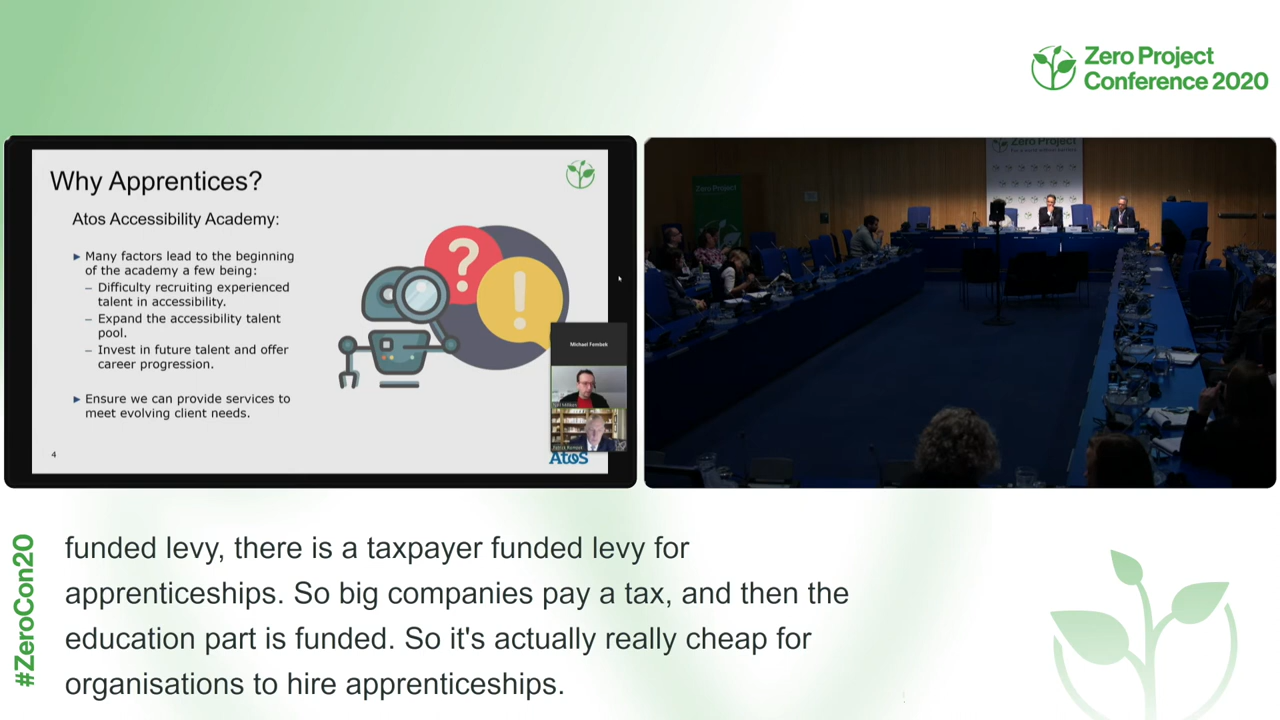 Zero Project
Conference 2020
Why Apprentices?
Atos Accessibility Academy:
Many factors lead to the beginning
of the academy a few being:
– Difficulty recruiting experienced
talent in accessibility.
– Expand the accessibility talent
pool.
– Invest in future talent and offer
career progression.
Ensure we can provide services to
meet evolving client needs.
4
Michael Fembek
Atos
Zero Project
Zero Project
#ZeroCon20
funded levy, there is a taxpayer funded levy for
apprenticeships. So big companies pay a tax, and then the
education part is funded. So it's actually really cheap for
organisations to hire apprenticeships.